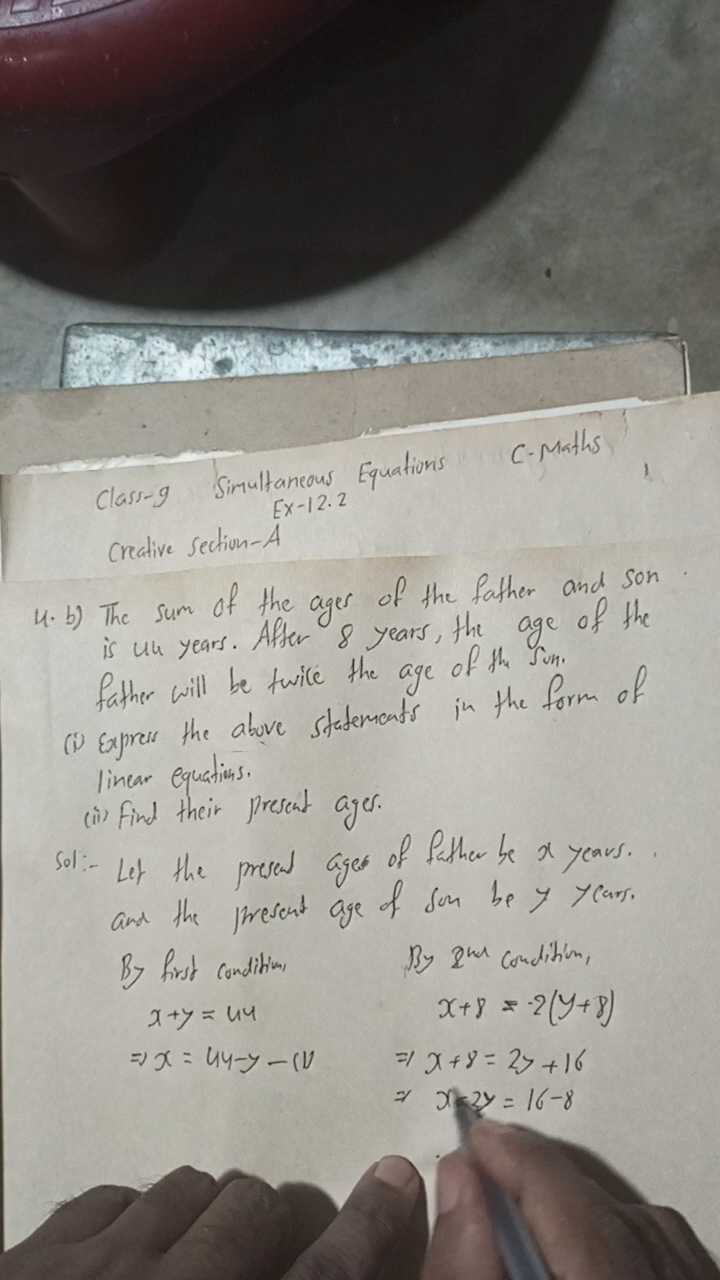 Class-9 Simultaneous Equations C-Maths
Ex-12.2
Creative Section-A
4. b) The sum of the ages of the father and son
is 44 years. After 8 years, the age of the
father will be twice the age of the son.
(i) Express the above statements in the form of
linear equations.
(ii) Find their present ages.
Sol:- Let the present ages of father be x years.
and the present age of son be y years.
By first condition,
x+y = 44
⇒ x = 44-y - (1)
By 2nd condition,
x+8 = 2(y+8)
⇒ x+8 = 2y+16
⇒ x-2y = 16-8